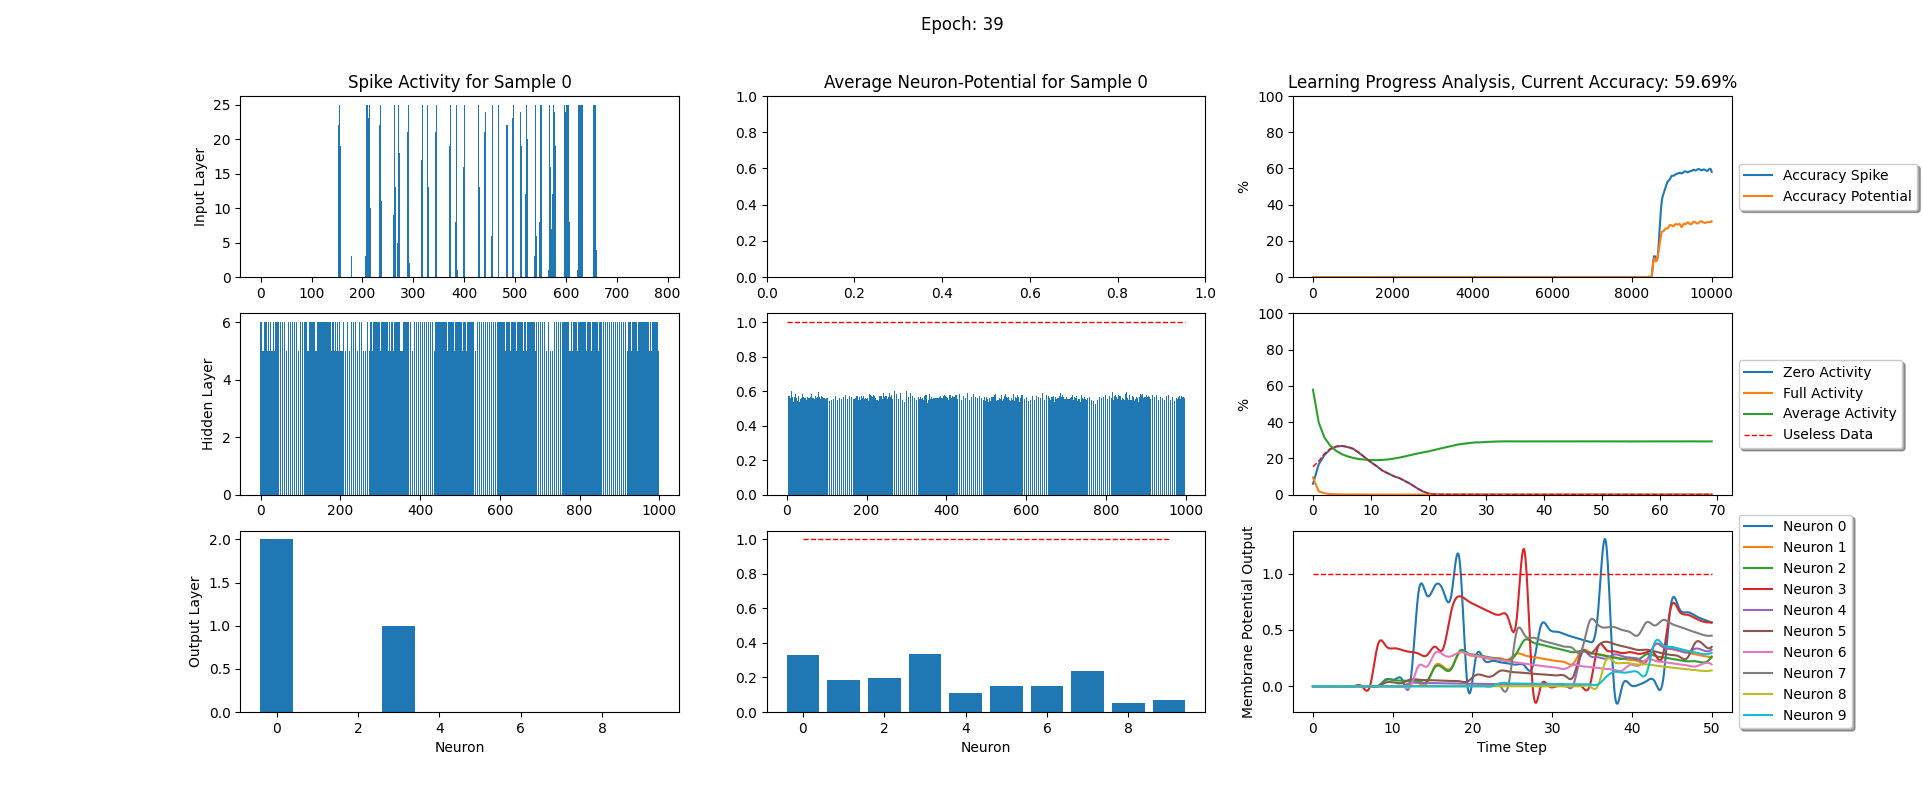 Epoch: 39
Spike Activity for Sample 0
Average Neuron-Potential for Sample 0
Learning Progress Analysis, Current Accuracy: 59.69%
Input Layer
25
20
15
10
5
0
0 100 200 300 400 500 600 700 800
1.0
0.8
0.6
0.4
0.2
0.0
0.0 0.2 0.4 0.6 0.8 1.0
%
100
80
60
40
20
0
0 2000 4000 6000 8000 10000
Accuracy Spike
Accuracy Potential
Hidden Layer
6
4
2
0
0 200 400 600 800 1000
1.0
0.8
0.6
0.4
0.2
0.0
0 200 400 600 800 1000
%
100
80
60
40
20
0
0 10 20 30 40 50 60 70
Zero Activity
Full Activity
Average Activity
Useless Data
Output Layer
2.0
1.5
1.0
0.5
0.0
0 2 4 6 8
Neuron
1.0
0.8
0.6
0.4
0.2
0.0
0 2 4 6 8
Neuron
Membrane Potential Output
1.0
0.5
0.0
0 10 20 30 40 50
Time Step
Neuron 0
Neuron 1
Neuron 2
Neuron 3
Neuron 4
Neuron 5
Neuron 6
Neuron 7
Neuron 8
Neuron 9